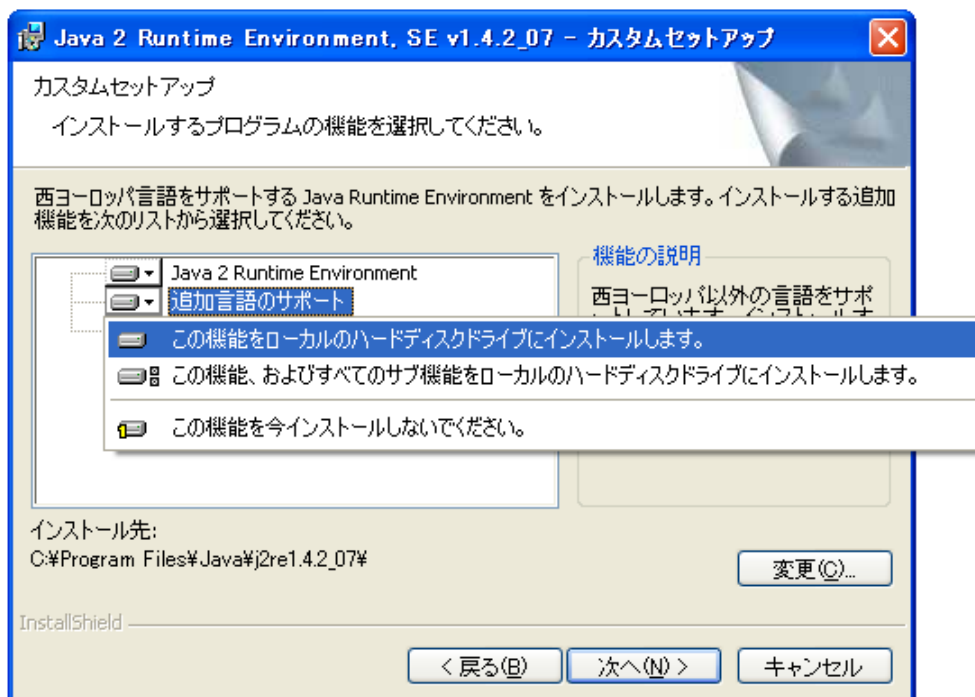 Java 2 Runtime Environment, SE v1.4.2_07 - カスタムセットアップ
カスタムセットアップ
インストールするプログラムの機能を選択してください。
西ヨーロッパ言語をサポートする Java Runtime Environment をインストールします。インストールする追加
機能を次のリストから選択してください。
Java 2 Runtime Environment
追加言語のサポート
機能の説明
西ヨーロッパ以外の言語をサポ
この機能をローカルのハードディスクドライブにインストールします。
この機能、およびすべてのサブ機能をローカルのハードディスクドライブにインストールします。
この機能を今インストールしないでください。
インストール先:
C:¥Program Files¥Java¥j2re1.4.2_07¥
変更(C)...
InstallShield
< 戻る(B)
次へ(N) >
キャンセル